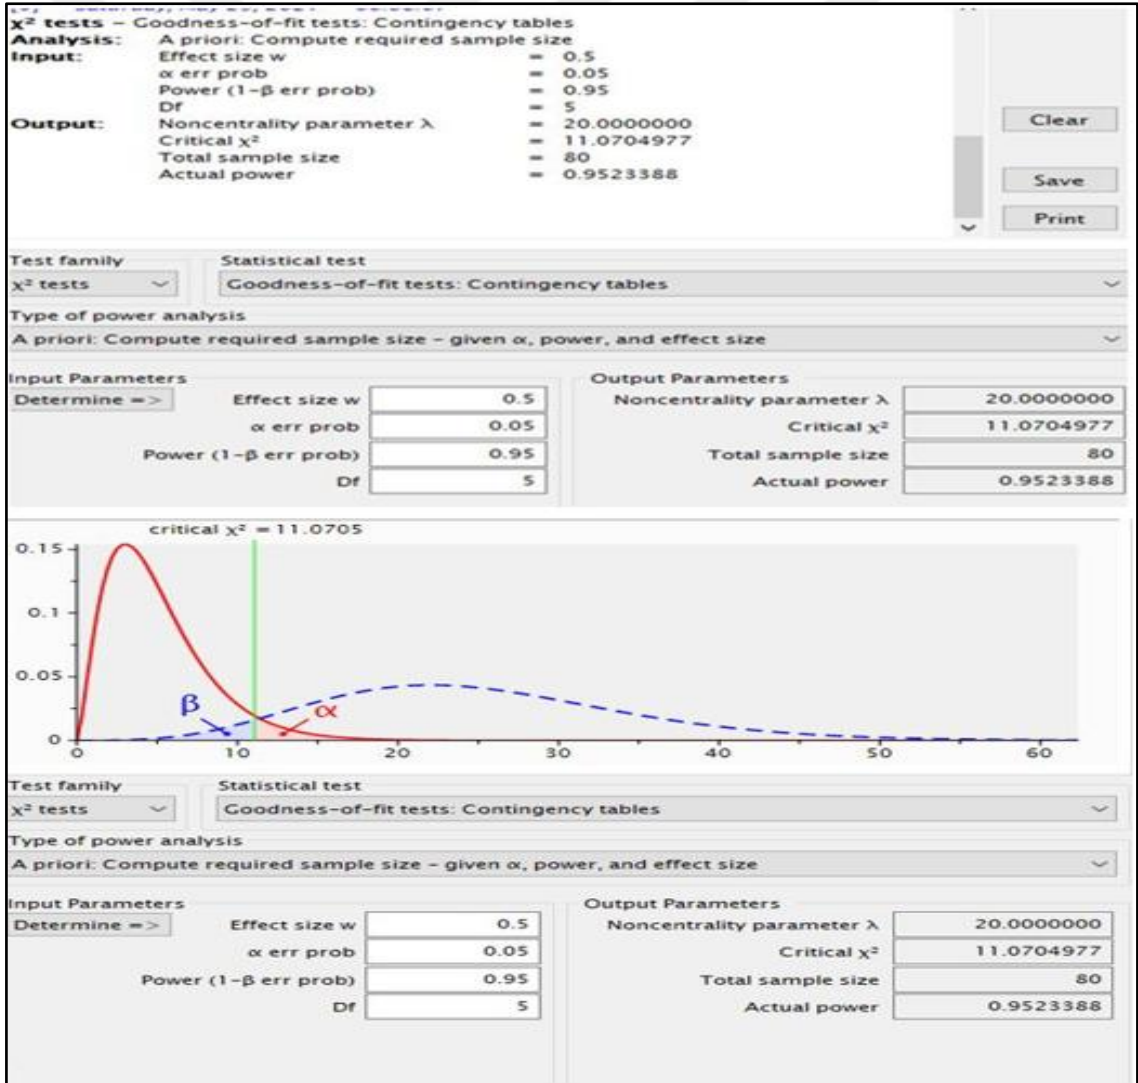 χ² tests – Goodness-of-fit tests: Contingency tables
Analysis: A priori: Compute required sample size
Input: Effect size w = 0.5
α err prob = 0.05
Power (1-β err prob) = 0.95
Df = 5
Output: Noncentrality parameter λ = 20.0000000
Critical χ² = 11.0704977
Total sample size = 80
Actual power = 0.9523388
Clear
Save
Print
Test family Statistical test
χ² tests Goodness-of-fit tests: Contingency tables
Type of power analysis
A priori: Compute required sample size – given α, power, and effect size
Input Parameters Output Parameters
Determine => Effect size w 0.5 Noncentrality parameter λ 20.0000000
α err prob 0.05 Critical χ² 11.0704977
Power (1-β err prob) 0.95 Total sample size 80
Df 5 Actual power 0.9523388
critical χ² = 11.0705
0.15
0.1
0.05
β α
0
0 10 20 30 40 50 60
Test family Statistical test
χ² tests Goodness-of-fit tests: Contingency tables
Type of power analysis
A priori: Compute required sample size – given α, power, and effect size
Input Parameters Output Parameters
Determine => Effect size w 0.5 Noncentrality parameter λ 20.0000000
α err prob 0.05 Critical χ² 11.0704977
Power (1-β err prob) 0.95 Total sample size 80
Df 5 Actual power 0.9523388